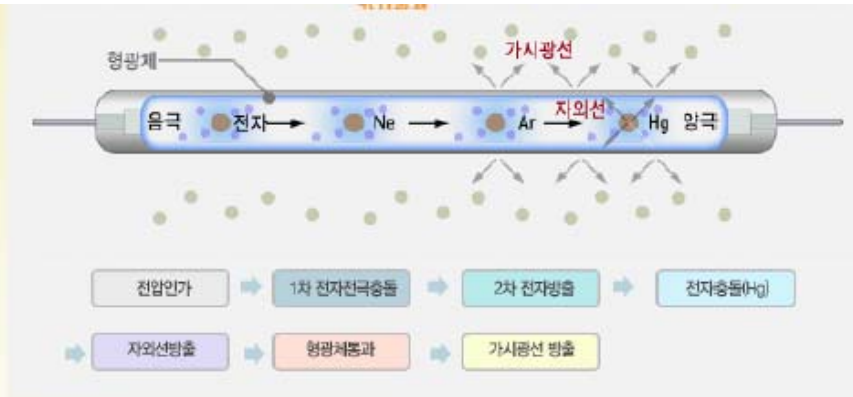 가시광선
형광체
자외선
음극 전자 Ne Ar Hg 양극
전압인가 1차 전자전극충돌 2차 전자방출 전자충돌(Hg)
자외선방출 형광체통과 가시광선 방출